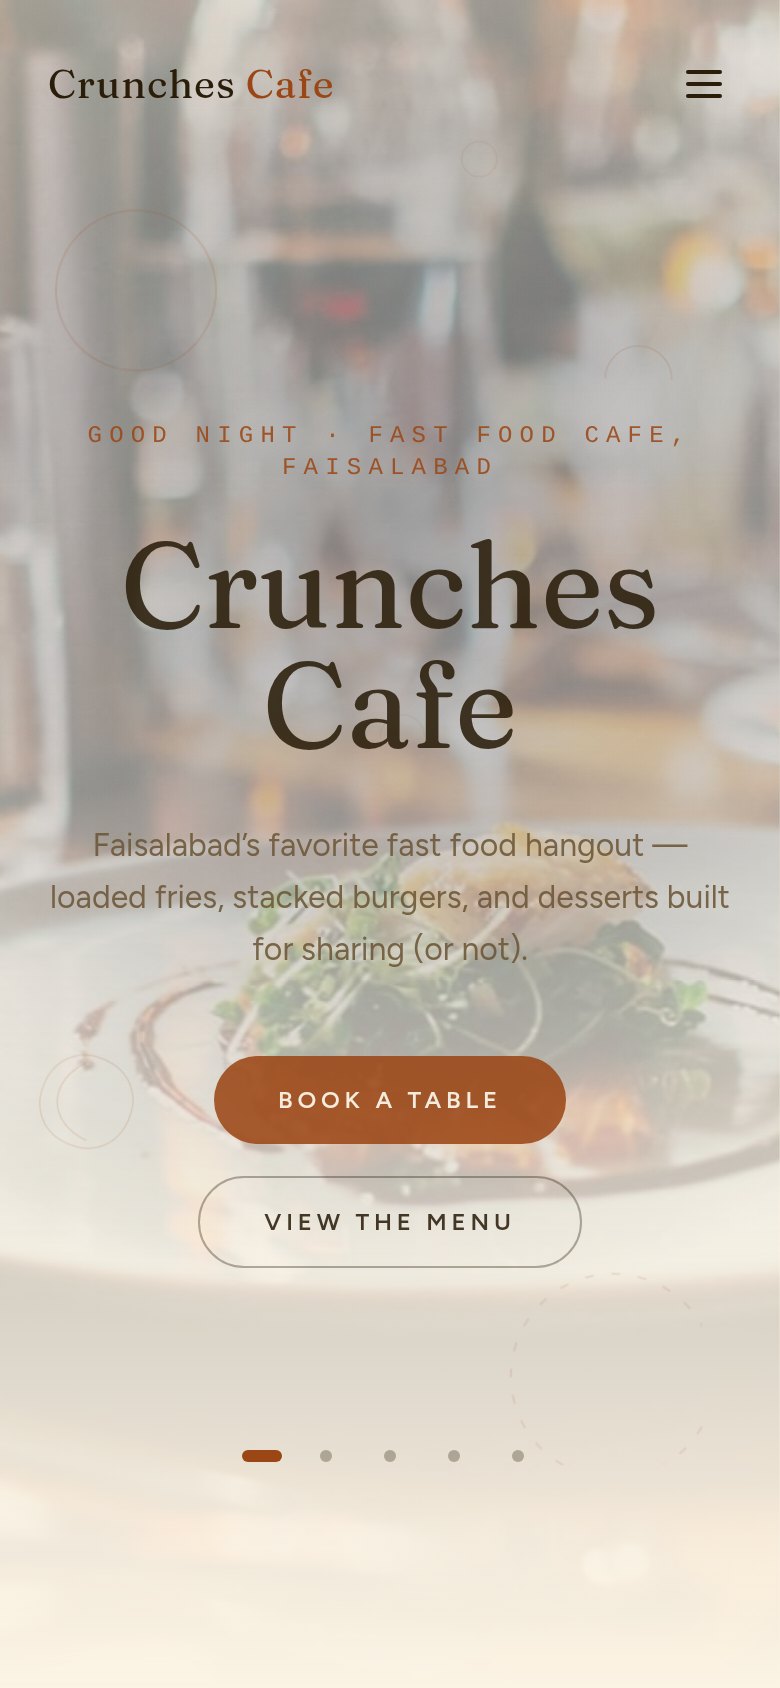 Crunches Cafe
GOOD NIGHT · FAST FOOD CAFE,
FAISALABAD
Crunches
Cafe
Faisalabad’s favorite fast food hangout —
loaded fries, stacked burgers, and desserts built
for sharing (or not).
BOOK A TABLE
VIEW THE MENU